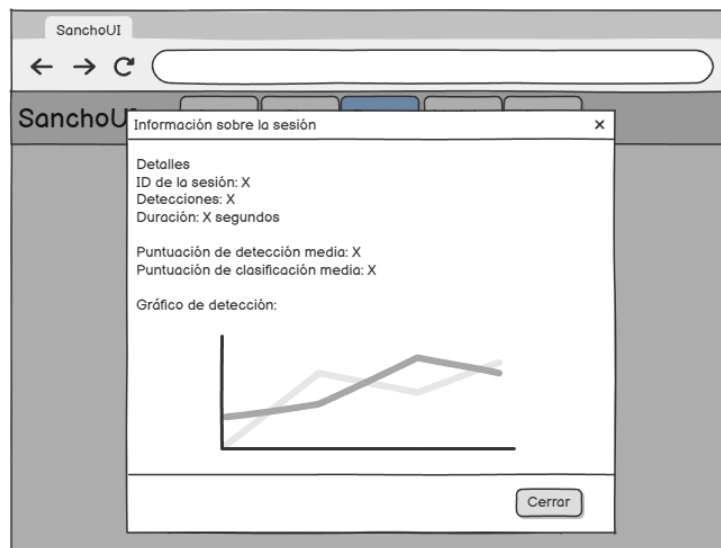 SanchoUI
SanchoU
Información sobre la sesión
Detalles
ID de la sesión: X
Detecciones: X
Duración: X segundos
Puntuación de detección media: X
Puntuación de clasificación media: X
Gráfico de detección:
Cerrar